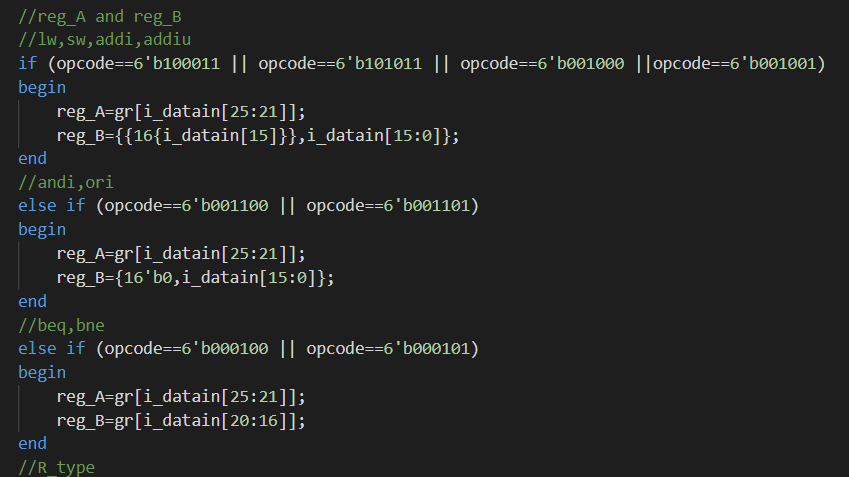 //reg_A and reg_B
//lw,sw,addi,addiu
if (opcode==6'b100011 || opcode==6'b101011 || opcode==6'b001000 ||opcode==6'b001001)
begin
    reg_A=gr[i_datain[25:21]];
    reg_B={{16{i_datain[15]}},i_datain[15:0]};
end
//andi,ori
else if (opcode==6'b001100 || opcode==6'b001101)
begin
    reg_A=gr[i_datain[25:21]];
    reg_B={16'b0,i_datain[15:0]};
end
//beq,bne
else if (opcode==6'b000100 || opcode==6'b000101)
begin
    reg_A=gr[i_datain[25:21]];
    reg_B=gr[i_datain[20:16]];
end
//R_type